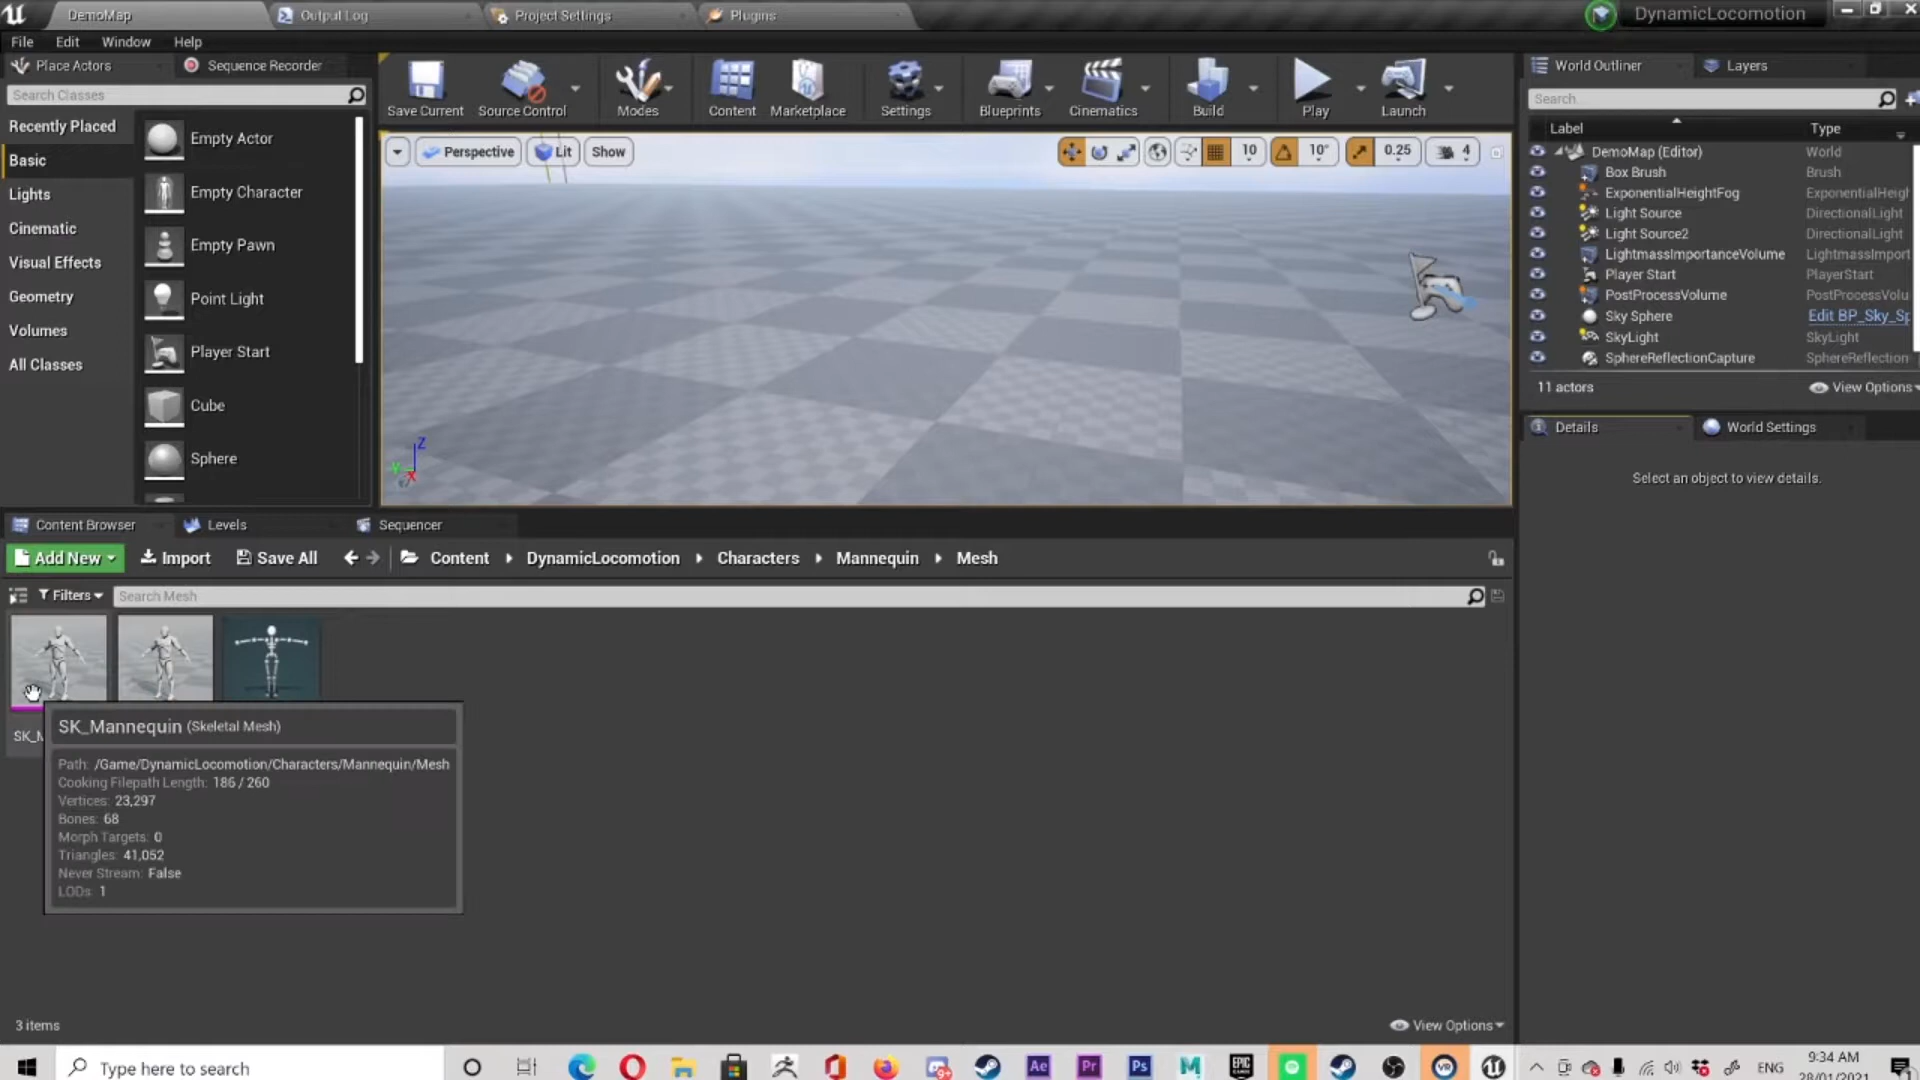 DemoMap
Output Log
Project Settings
Plugins
DynamicLocomotion
File Edit Window Help
Place Actors
Sequence Recorder
Search Classes
Recently Placed
Basic
Lights
Cinematic
Visual Effects
Geometry
Volumes
All Classes
Empty Actor
Empty Character
Empty Pawn
Point Light
Player Start
Cube
Sphere
Save Current
Source Control
Modes
Content
Marketplace
Settings
Blueprints
Cinematics
Build
Play
Launch
Perspective
Lit
Show
10
10°
0.25
4
Z
Y
X
World Outliner
Layers
Search...
Label Type
DemoMap (Editor) World
Box Brush Brush
ExponentialHeightFog ExponentialHeigh
Light Source DirectionalLight
Light Source2 DirectionalLight
LightmassImportanceVolume LightmassImport
Player Start PlayerStart
PostProcessVolume PostProcessVolu
Sky Sphere Edit BP_Sky_Sp
SkyLight SkyLight
SphereReflectionCapture SphereReflection
11 actors
View Options
Details
World Settings
Select an object to view details.
Content Browser
Levels
Sequencer
Add New
Import
Save All
Content DynamicLocomotion Characters Mannequin Mesh
Filters
Search Mesh
SK_M
SK_Mannequin (Skeletal Mesh)
Path: /Game/DynamicLocomotion/Characters/Mannequin/Mesh
Cooking Filepath Length: 186 / 260
Vertices: 23,297
Bones: 68
Morph Targets: 0
Triangles: 41,052
Never Stream: False
LODs: 1
3 items
View Options
Type here to search
Ae
Pr
Ps
M
EPIC GAMES
VR
ENG
9:34 AM
28/01/2021